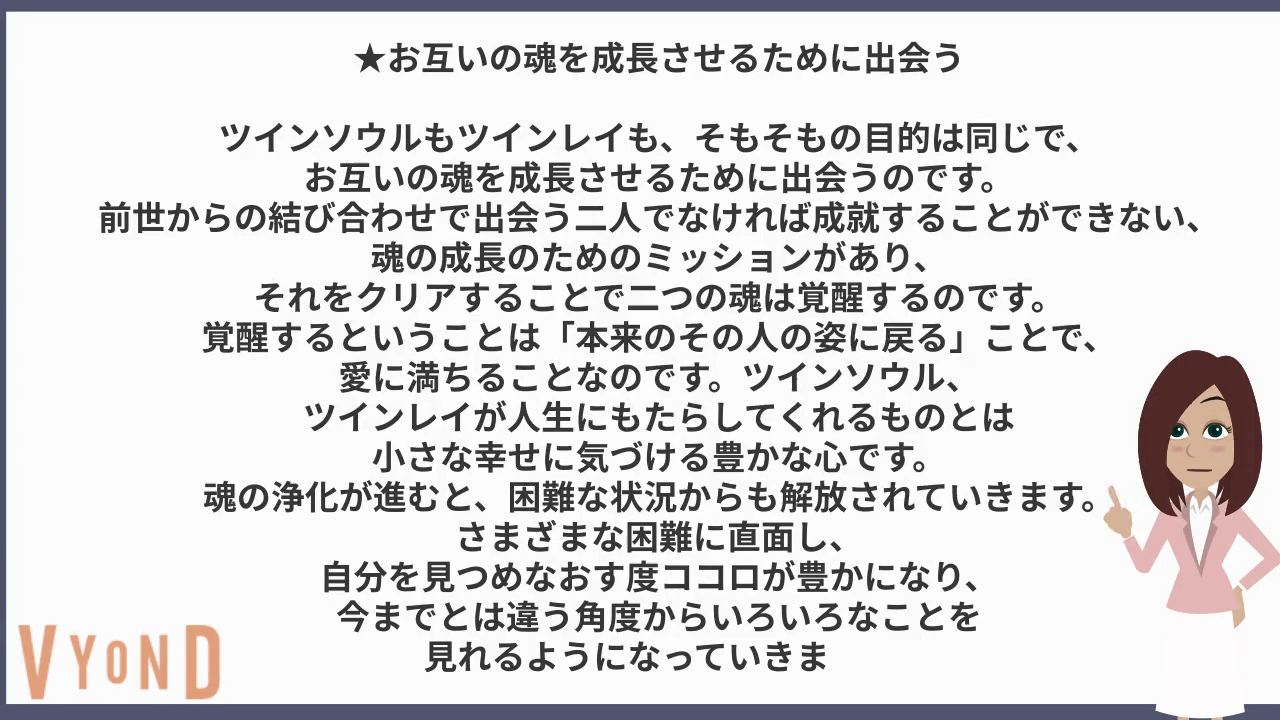 ★お互いの魂を成長させるために出会う
ツインソウルもツインレイも、そもそもの目的は同じで、
お互いの魂を成長させるために出会うのです。
前世からの結び合わせで出会う二人でなければ成就することができない、
魂の成長のためのミッションがあり、
それをクリアすることで二つの魂は覚醒するのです。
覚醒するということは「本来のその人の姿に戻る」ことで、
愛に満ちることなのです。ツインソウル、
ツインレイが人生にもたらしてくれるものとは
小さな幸せに気づける豊かな心です。
魂の浄化が進むと、困難な状況からも解放されていきます。
さまざまな困難に直面し、
自分を見つめなおす度ココロが豊かになり、
今までとは違う角度からいろいろなことを
見れるようになっていきま
VYOND